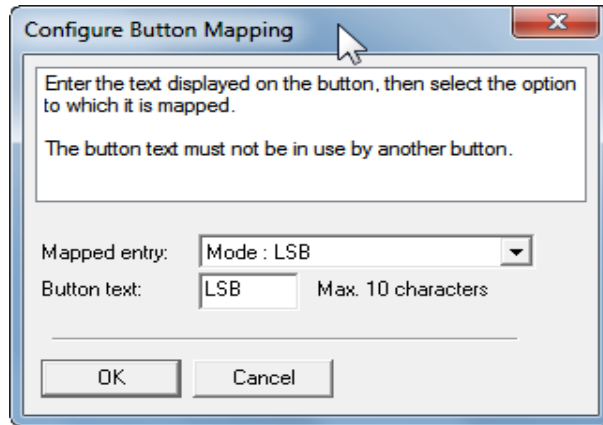 Configure Button Mapping
Enter the text displayed on the button, then select the option
to which it is mapped.
The button text must not be in use by another button.
Mapped entry: Mode : LSB
Button text: LSB Max. 10 characters
OK Cancel